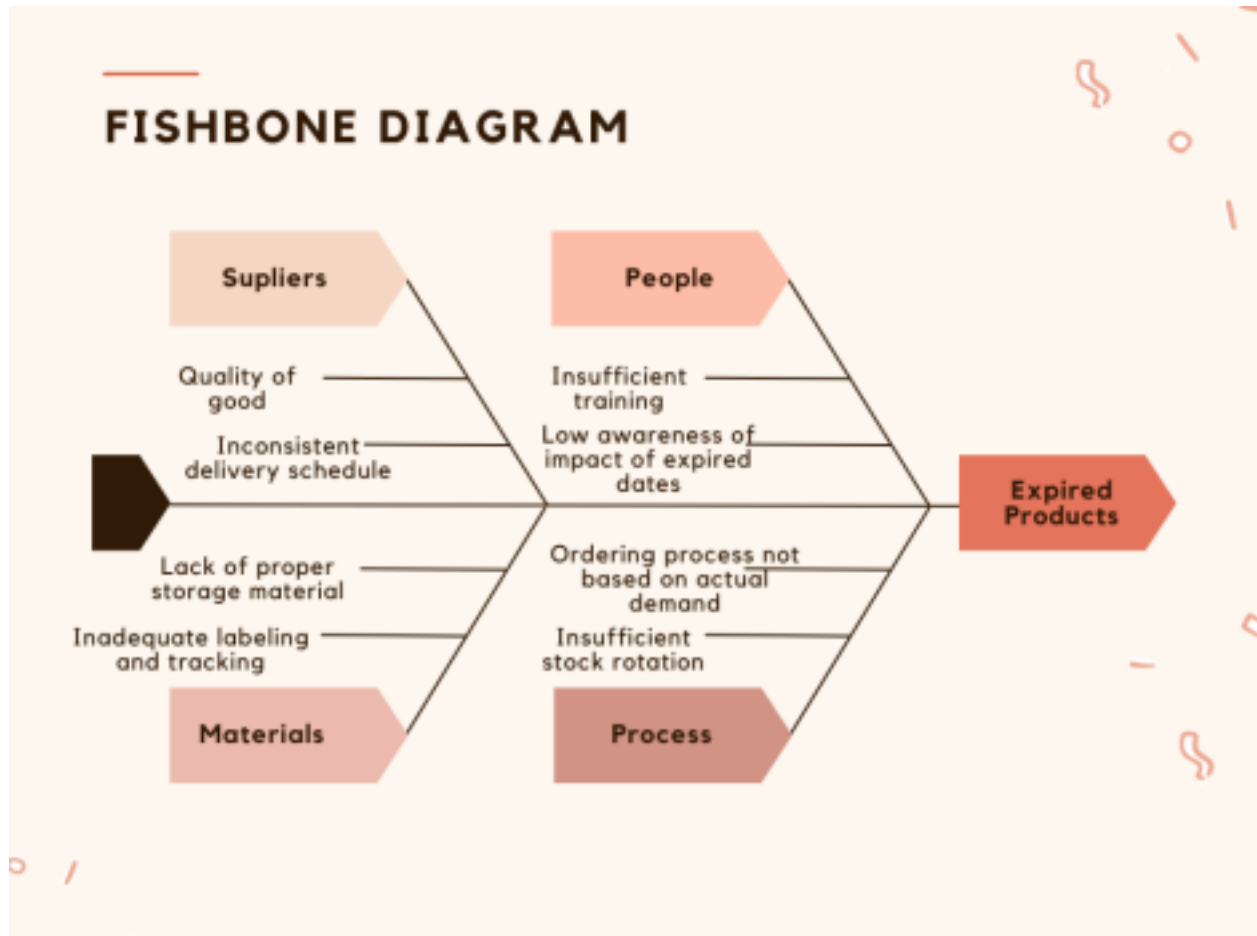 FISHBONE DIAGRAM
Supliers
People
Quality of
good
Inconsistent
delivery schedule
Insufficient
training
Low awareness of
impact of expired
dates
Expired
Products
Lack of proper
storage material
Inadequate labeling
and tracking
Ordering process not
based on actual
demand
Insufficient
stock rotation
Materials
Process